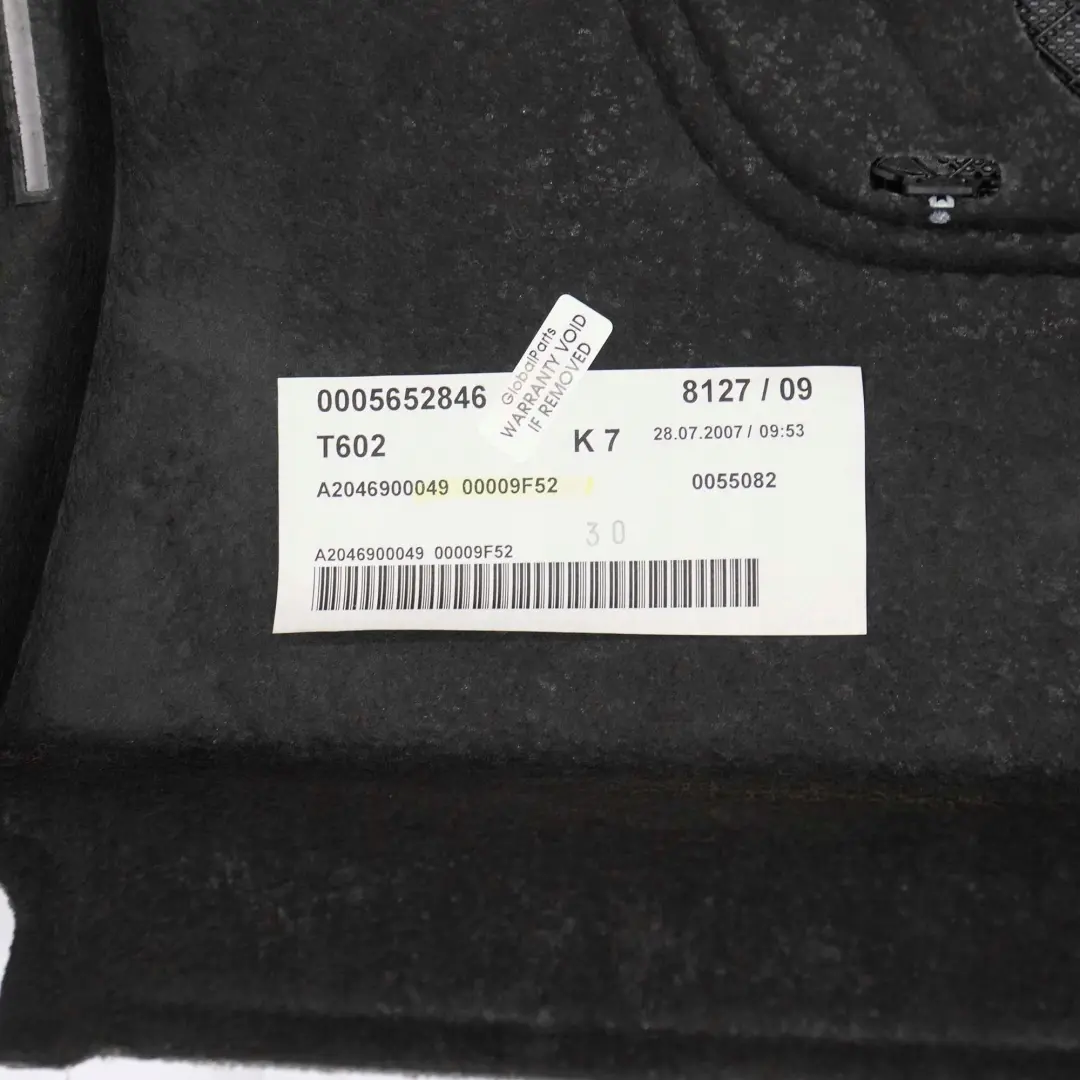 0005652846
8127 / 09
GlobalParts
WARRANTY VOID
IF REMOVED
T602
K 7
28.07.2007 / 09:53
A2046900049 00009F52
0055082
30
A2046900049 00009F52